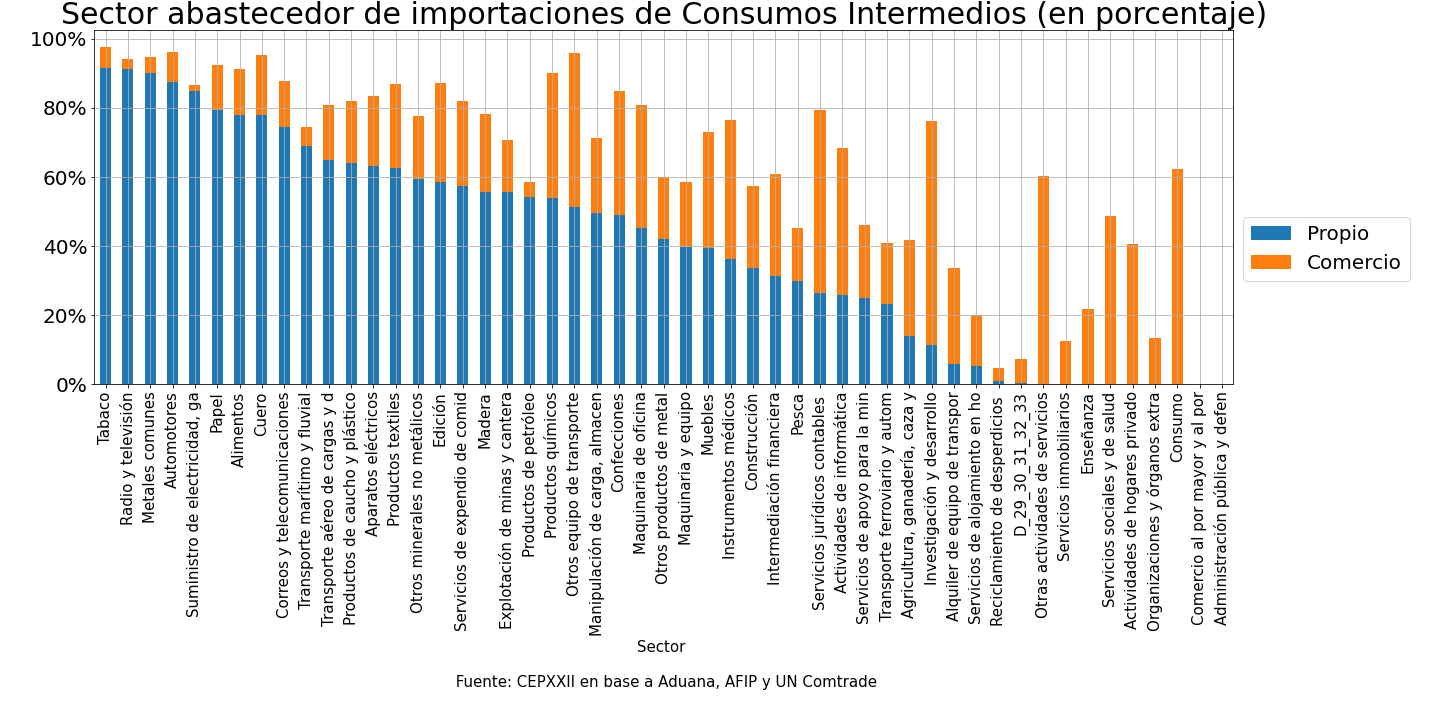 Sector abastecedor de importaciones de Consumos Intermedios (en porcentaje)
100%
80%
60%
40%
20%
0%
Propio
Comercio
Tabaco
Radio y televisión
Metales comunes
Automotores
Suministro de electricidad, ga
Papel
Alimentos
Cuero
Correos y telecomunicaciones
Transporte marítimo y fluvial
Transporte aéreo de cargas y d
Productos de caucho y plástico
Aparatos eléctricos
Productos textiles
Otros minerales no metálicos
Edición
Servicios de expendio de comid
Madera
Explotación de minas y cantera
Productos de petróleo
Productos químicos
Otros equipo de transporte
Manipulación de carga, almacen
Confecciones
Maquinaria de oficina
Otros productos de metal
Maquinaria y equipo
Muebles
Instrumentos médicos
Construcción
Intermediación financiera
Pesca
Servicios jurídicos contables
Actividades de informática
Servicios de apoyo para la min
Transporte ferroviario y autom
Agricultura, ganadería, caza y
Investigación y desarrollo
Alquiler de equipo de transpor
Servicios de alojamiento en ho
Reciclamiento de desperdicios
D_29_30_31_32_33
Otras actividades de servicios
Servicios inmobiliarios
Enseñanza
Servicios sociales y de salud
Actividades de hogares privado
Organizaciones y órganos extra
Consumo
Comercio al por mayor y al por
Administración pública y defen
Sector
Fuente: CEPXXII en base a Aduana, AFIP y UN Comtrade